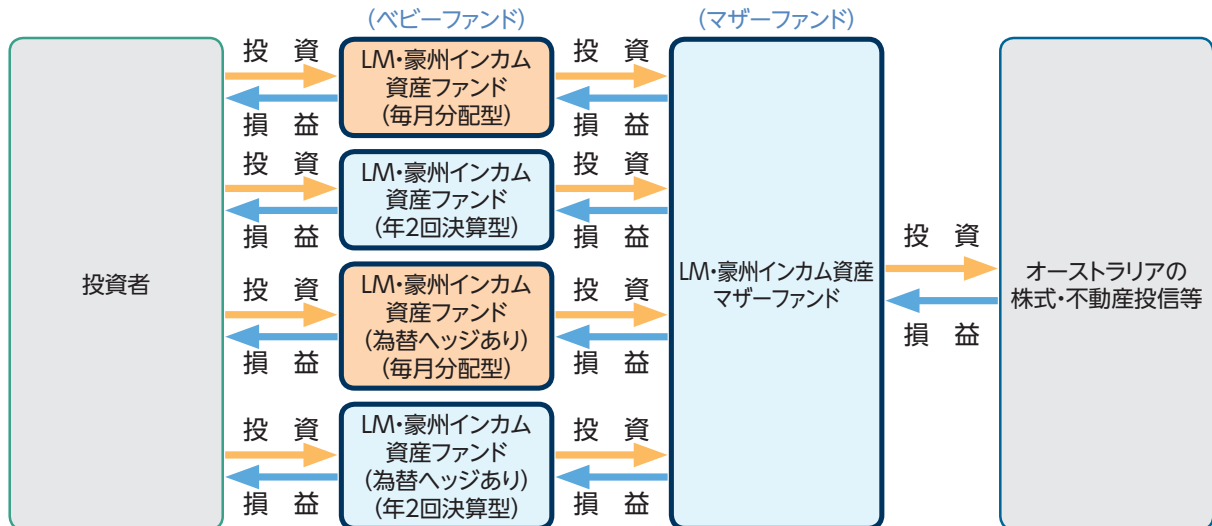 (ベビーファンド)
(マザーファンド)
投資者
投 資
損 益
LM・豪州インカム
資産ファンド
(毎月分配型)
投 資
損 益
投 資
損 益
LM・豪州インカム
資産ファンド
(年2回決算型)
投 資
損 益
投 資
損 益
LM・豪州インカム
資産ファンド
(為替ヘッジあり)
(毎月分配型)
投 資
損 益
投 資
損 益
LM・豪州インカム
資産ファンド
(為替ヘッジあり)
(年2回決算型)
投 資
損 益
LM・豪州インカム資産
マザーファンド
投 資
損 益
オーストラリアの
株式・不動産投信等